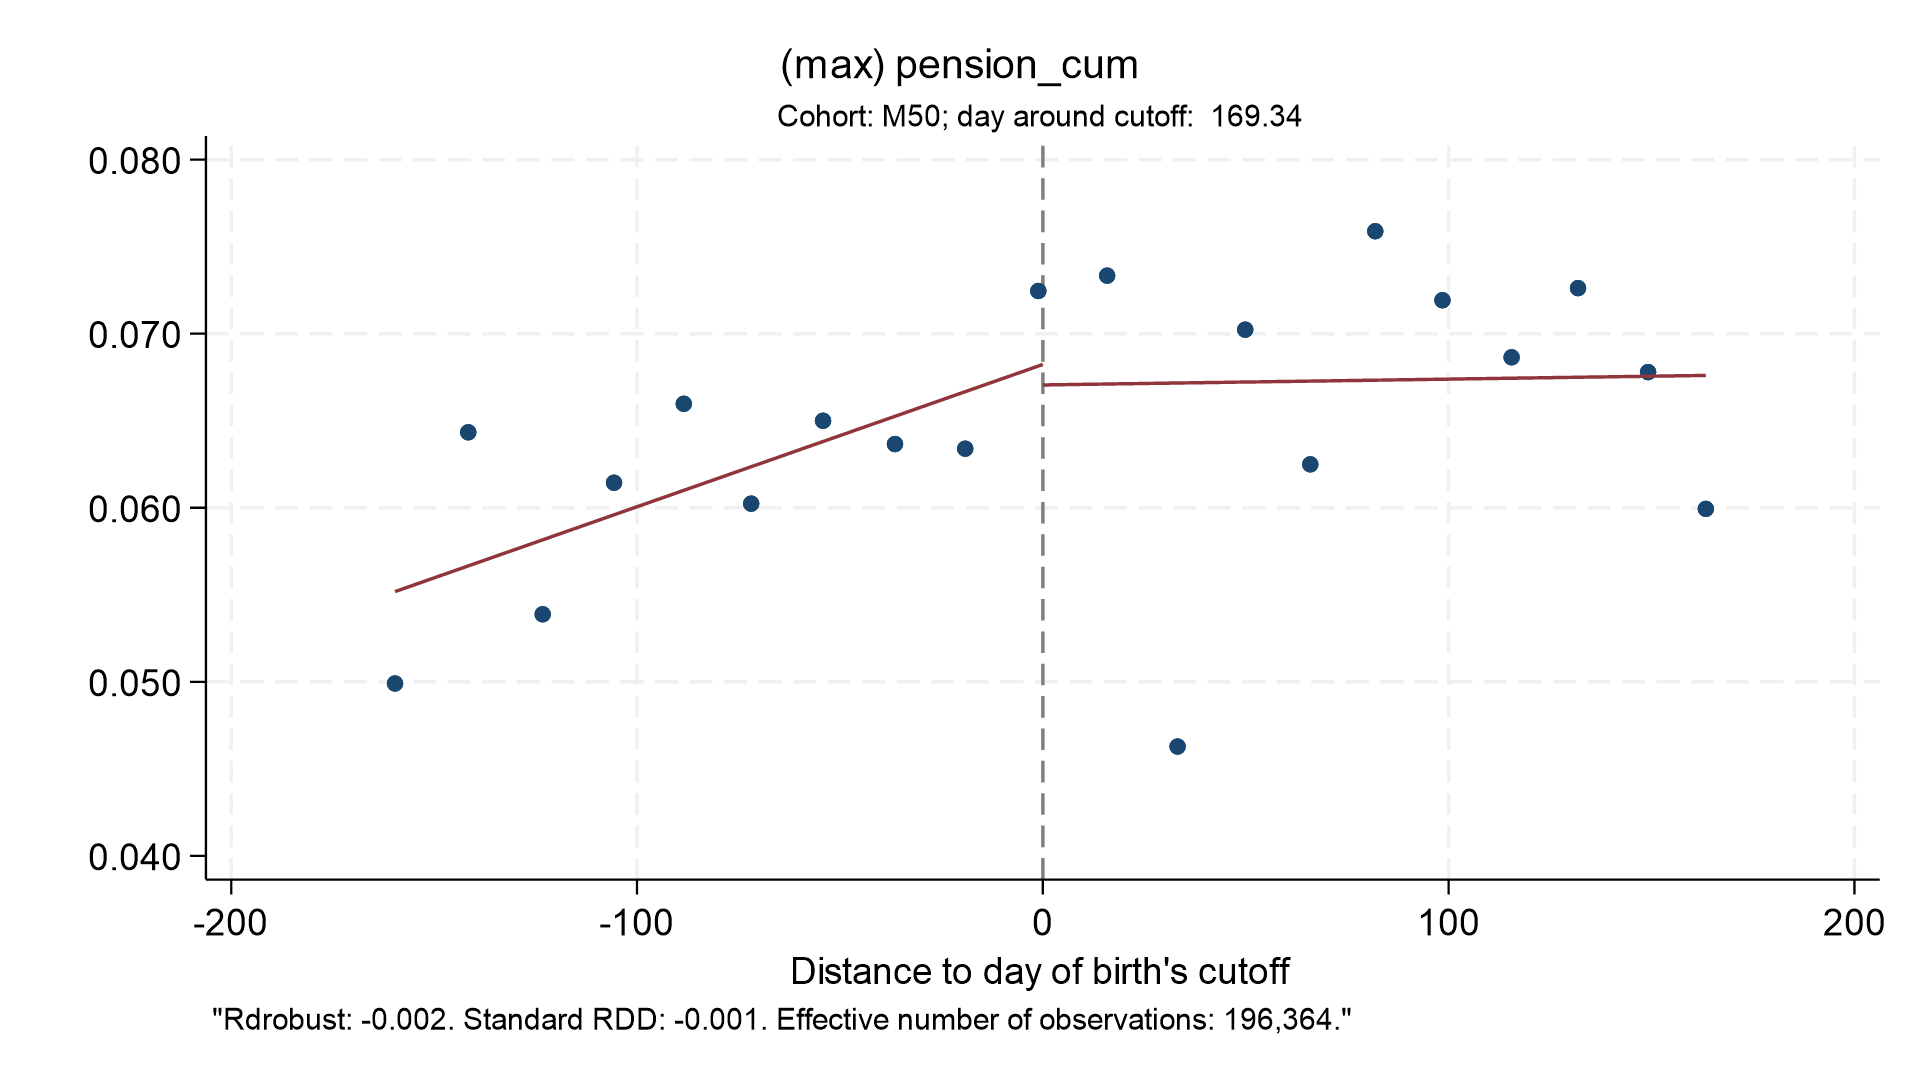 (max) pension_cum
Cohort: M50; day around cutoff:  169.34
0.080
0.070
0.060
0.050
0.040
-200 -100 0 100 200
Distance to day of birth's cutoff
"Rdrobust: -0.002. Standard RDD: -0.001. Effective number of observations: 196,364."